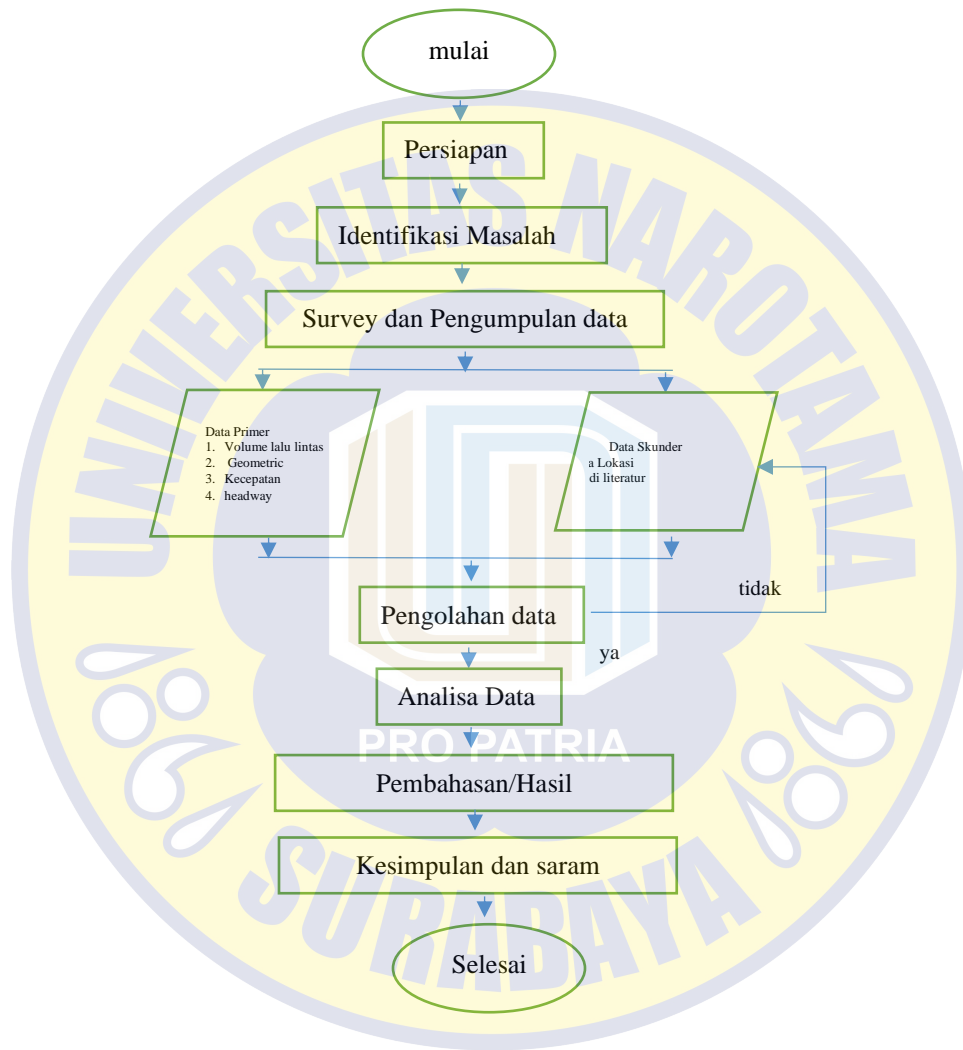 mulai
Persiapan
Identifikasi Masalah
Survey dan Pengumpulan data
Data Primer
1. Volume lalu lintas
2. Geometric
3. Kecepatan
4. headway
Data Skunder
a Lokasi
di literatur
tidak
Pengolahan data
ya
Analisa Data
Pembahasan/Hasil
Kesimpulan dan saram
Selesai
UNIVERSITAS NAROTAMA
PRO PATRIA
SURABAYA